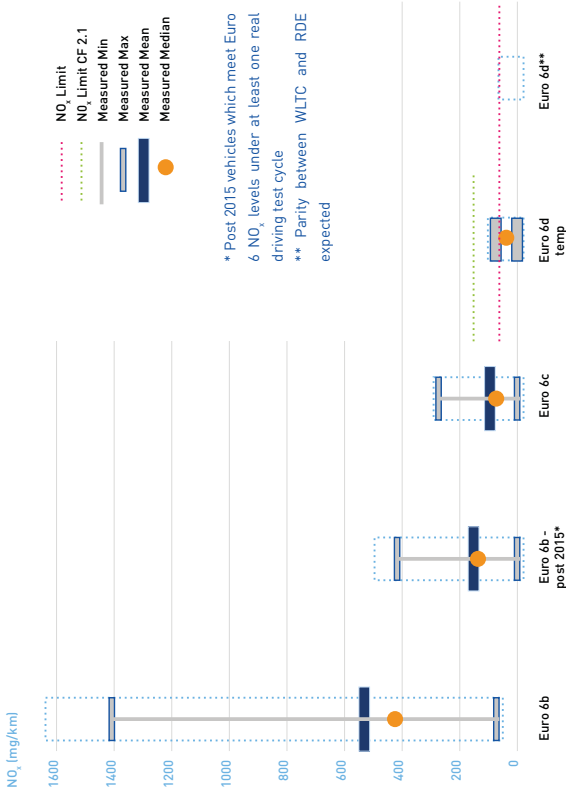 NOₓ (mg/km)
1600
1400
1200
1000
800
600
400
200
0
NOₓ Limit
NOₓ Limit CF 2.1
Measured Min
Measured Max
Measured Mean
Measured Median
* Post 2015 vehicles which meet Euro
6 NOₓ levels under at least one real
driving test cycle
** Parity between WLTC and RDE
expected
Euro 6b
Euro 6b -
post 2015*
Euro 6c
Euro 6d
temp
Euro 6d**